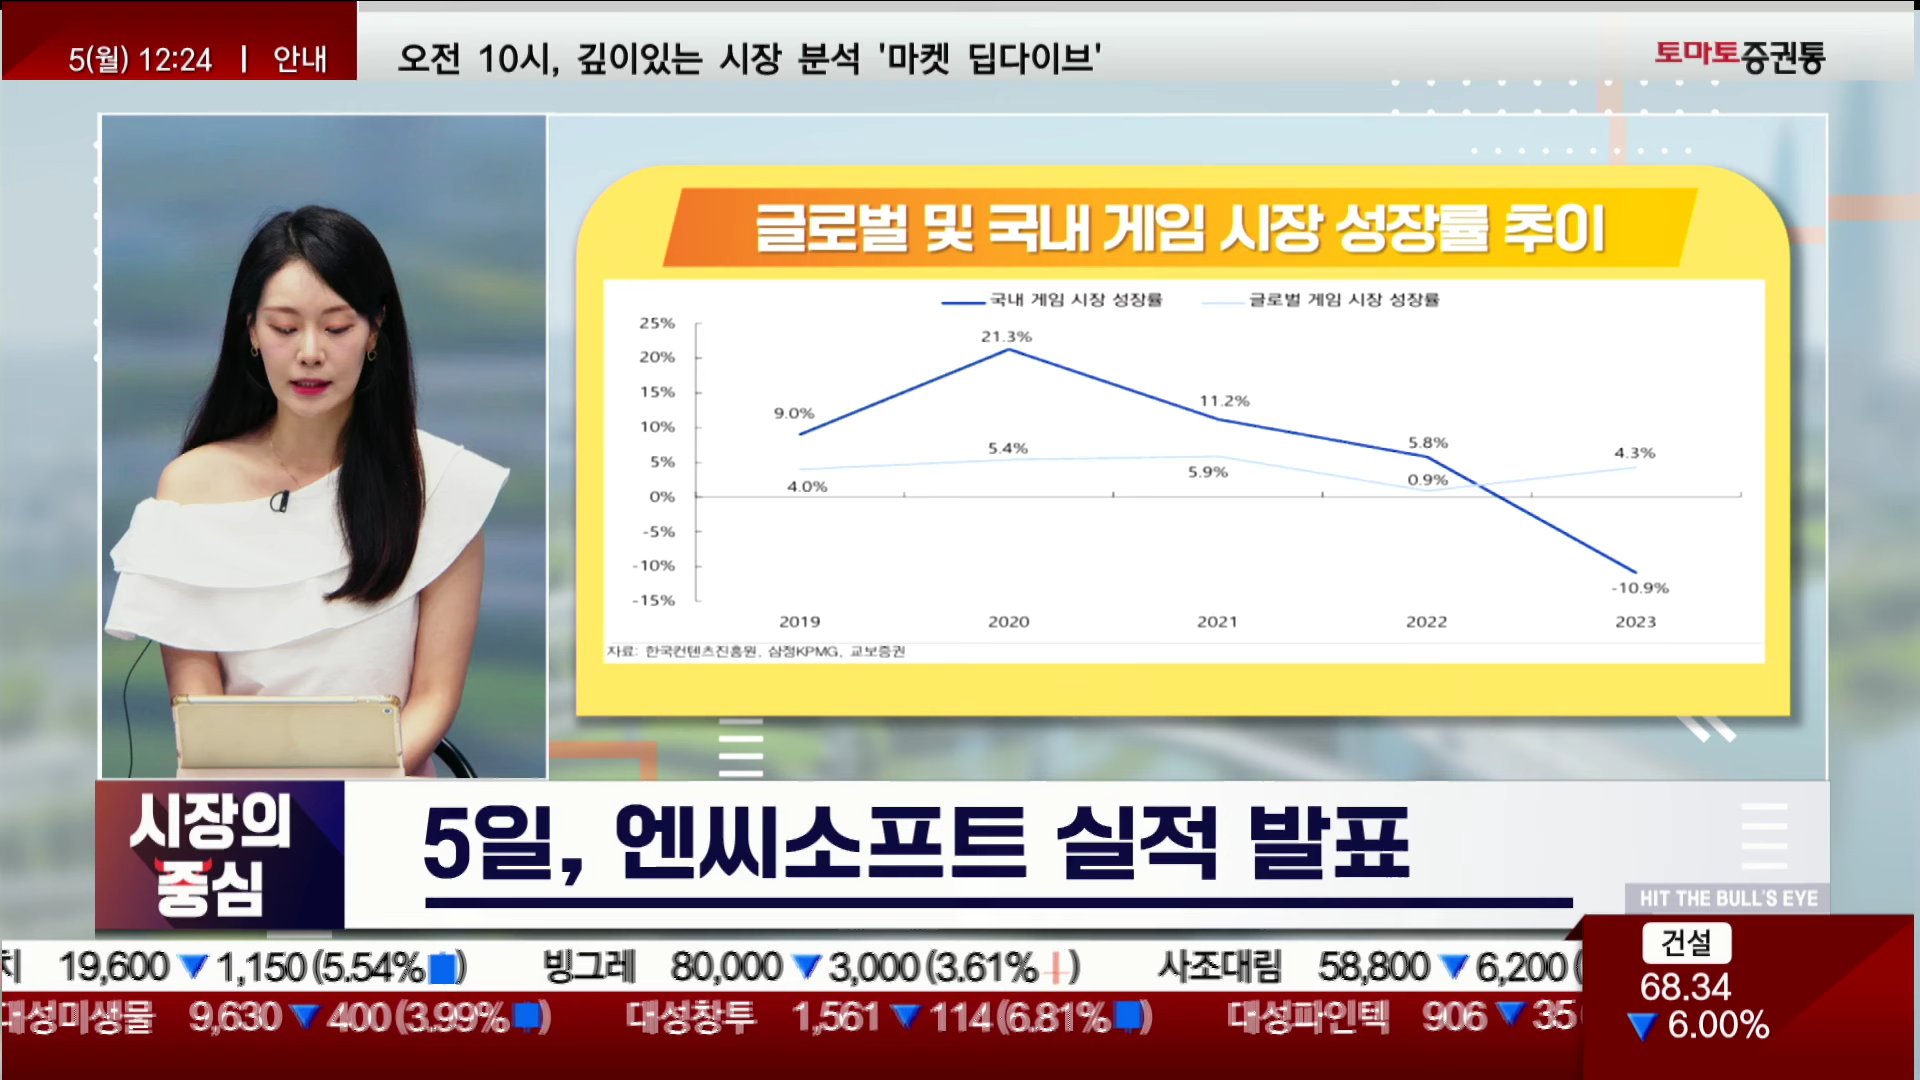 5(월) 12:24 | 안내
오전 10시, 깊이있는 시장 분석 '마켓 딥다이브'
토마토증권통
글로벌 및 국내 게임 시장 성장률 추이
국내 게임 시장 성장률 글로벌 게임 시장 성장률
25%
20%
15%
10%
5%
0%
-5%
-10%
-15%
9.0%
21.3%
11.2%
5.8%
-10.9%
4.0%
5.4%
5.9%
0.9%
4.3%
2019 2020 2021 2022 2023
자료: 한국컨텐츠진흥원, 삼정KPMG, 교보증권
시장의
중심
5일, 엔씨소프트 실적 발표
HIT THE BULL'S EYE
19,600 ▼ 1,150 (5.54%) 빙그레 80,000 ▼ 3,000 (3.61%) 사조대림 58,800 ▼ 6,200 (
대성미생물 9,630 ▼ 400 (3.99%) 대성창투 1,561 ▼ 114 (6.81%) 대성파인텍 906 ▼ 35
건설
68.34
▼ 6.00%